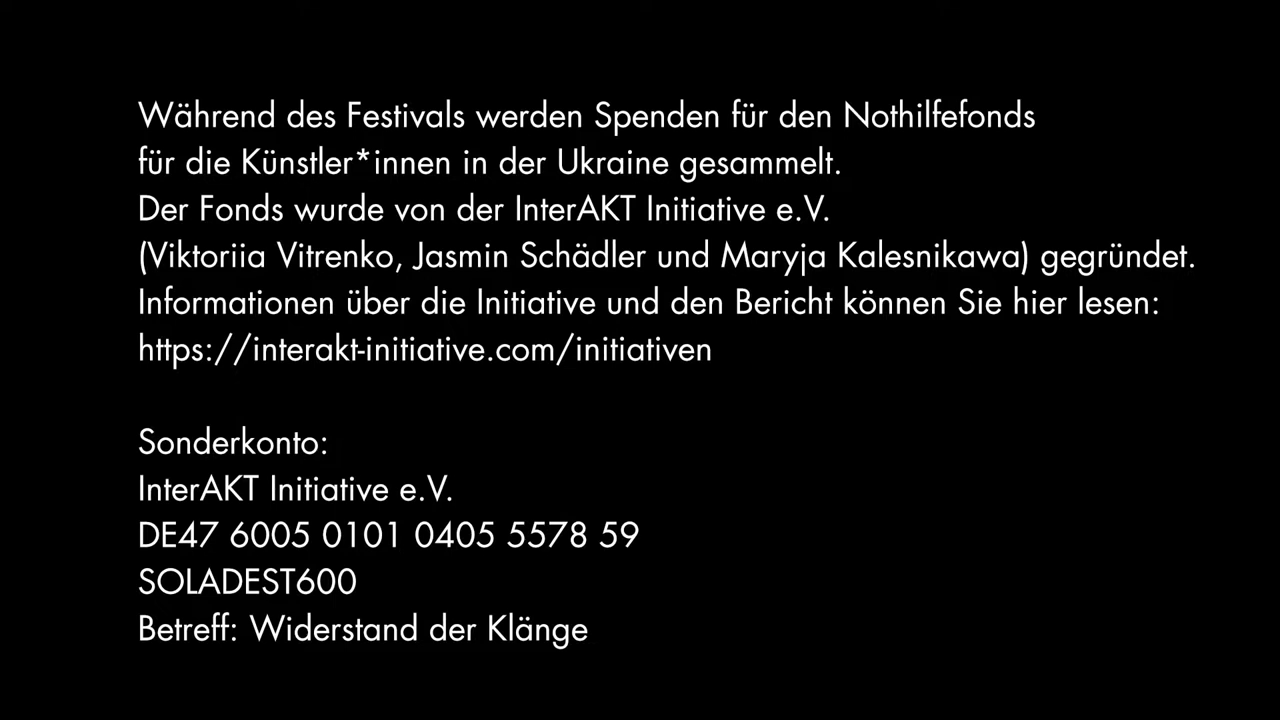 Während des Festivals werden Spenden für den Nothilfefonds
für die Künstler*innen in der Ukraine gesammelt.
Der Fonds wurde von der InterAKT Initiative e.V.
(Viktoriia Vitrenko, Jasmin Schädler und Maryja Kalesnikawa) gegründet.
Informationen über die Initiative und den Bericht können Sie hier lesen:
https://interakt-initiative.com/initiativen
Sonderkonto:
InterAKT Initiative e.V.
DE47 6005 0101 0405 5578 59
SOLADEST600
Betreff: Widerstand der Klänge